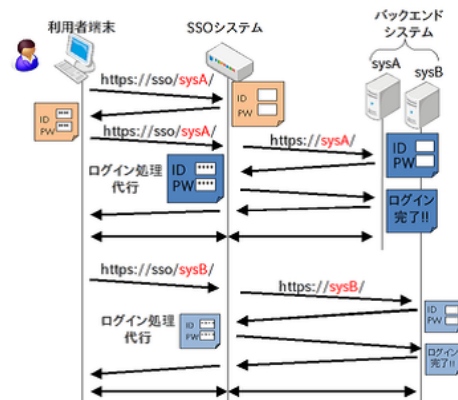 バックエンド
システム
利用者端末
SSOシステム
sysA
sysB
https://sso/sysA/
ID
PW
ID
PW
https://sso/sysA/
https://sysA/
ID
PW
ログイン処理
代行
ID ****
PW ****
ログイン
完了!!
https://sso/sysB/
https://sysB/
ログイン処理
代行
ID
PW
ID
PW
ログイン
完了!!